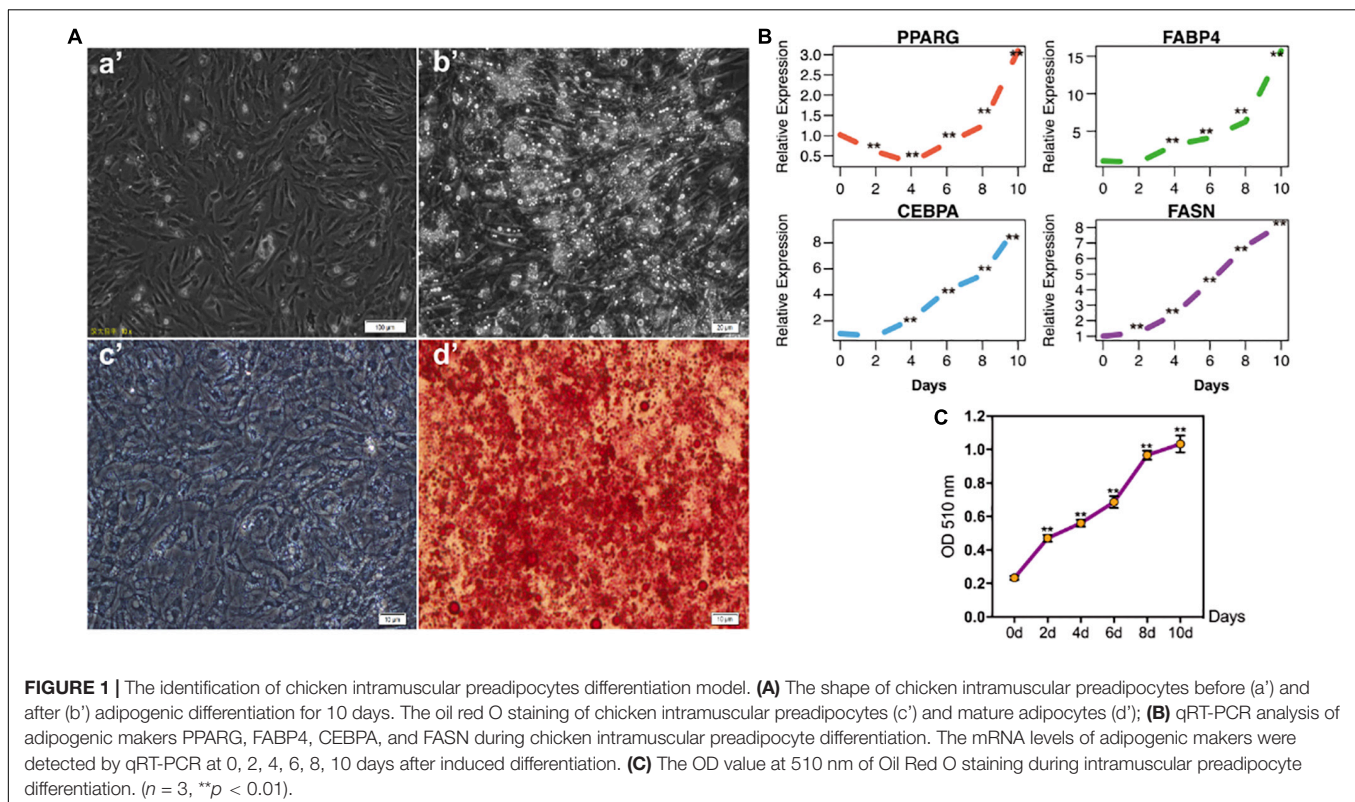 A
a'
b'
100 μm
20 μm
c'
d'
10 μm
10 μm
B
PPARG
Relative Expression
3.0
2.5
2.0
1.5
1.0
0.5
**
**
**
**
**
0 2 4 6 8 10
FABP4
Relative Expression
15
10
5
**
**
**
**
0 2 4 6 8 10
CEBPA
Relative Expression
8
6
4
2
**
**
**
**
0 2 4 6 8 10
Days
FASN
Relative Expression
8
7
6
5
4
3
2
1
**
**
**
**
**
0 2 4 6 8 10
Days
C
OD 510 nm
1.2
1.0
0.8
0.6
0.4
0.2
0.0
**
**
**
**
**
0d 2d 4d 6d 8d 10d
Days
FIGURE 1 | The identification of chicken intramuscular preadipocytes differentiation model. (A) The shape of chicken intramuscular preadipocytes before (a') and
after (b') adipogenic differentiation for 10 days. The oil red O staining of chicken intramuscular preadipocytes (c') and mature adipocytes (d'); (B) qRT-PCR analysis of
adipogenic makers PPARG, FABP4, CEBPA, and FASN during chicken intramuscular preadipocyte differentiation. The mRNA levels of adipogenic makers were
detected by qRT-PCR at 0, 2, 4, 6, 8, 10 days after induced differentiation. (C) The OD value at 510 nm of Oil Red O staining during intramuscular preadipocyte
differentiation. (n = 3, **p < 0.01).